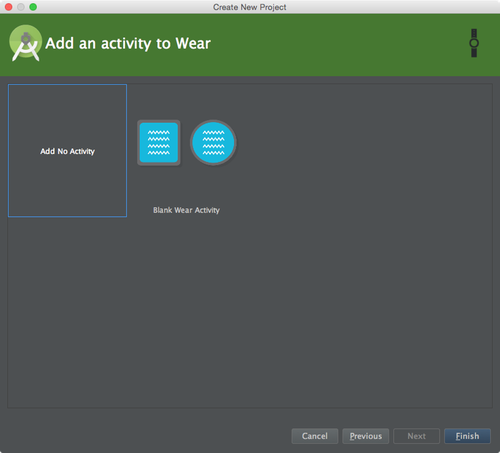 Create New Project
Add an activity to Wear
Add No Activity
Blank Wear Activity
Cancel
Previous
Next
Finish